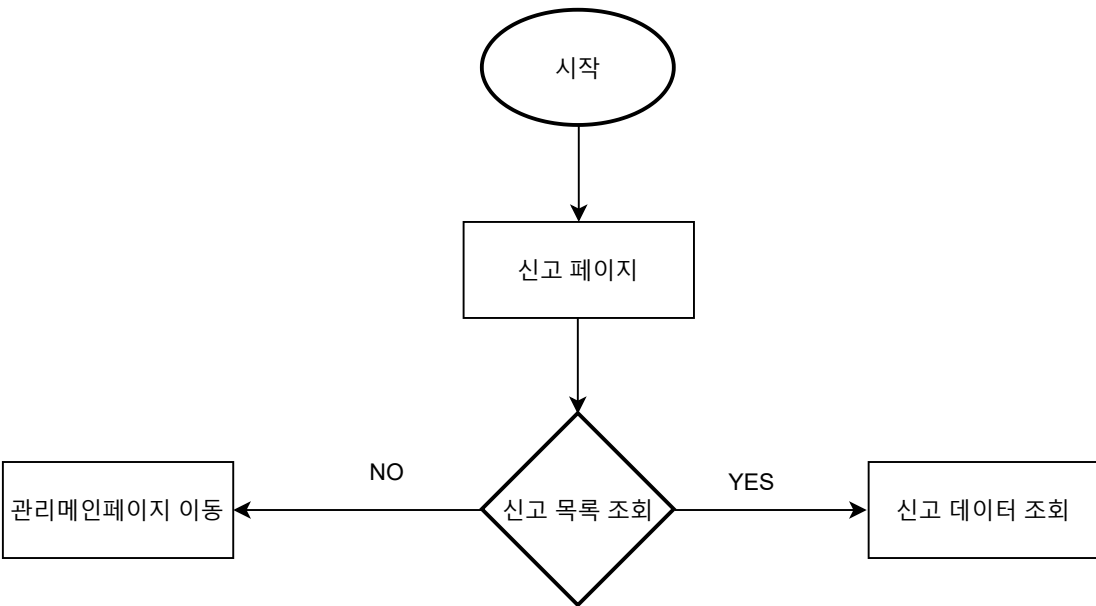 시작
신고 페이지
NO
YES
관리메인페이지 이동
신고 목록 조회
신고 데이터 조회